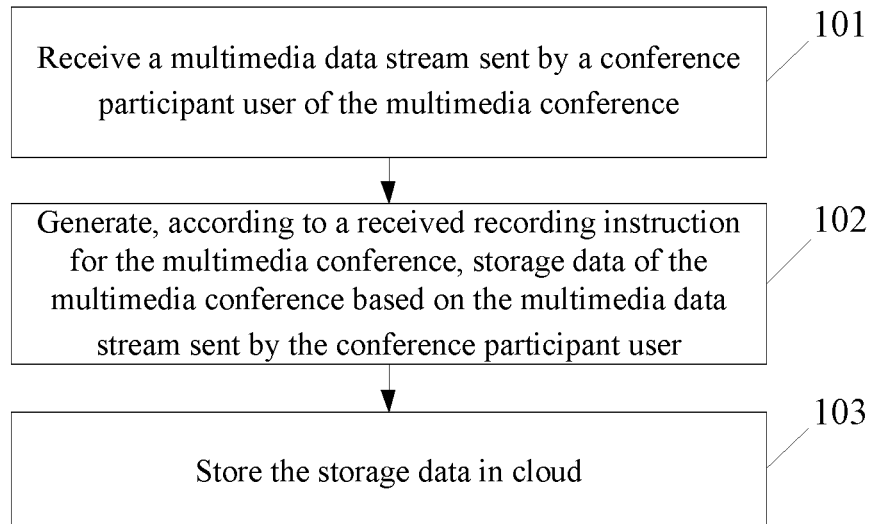 101
Receive a multimedia data stream sent by a conference
participant user of the multimedia conference
102
Generate, according to a received recording instruction
for the multimedia conference, storage data of the
multimedia conference based on the multimedia data
stream sent by the conference participant user
103
Store the storage data in cloud